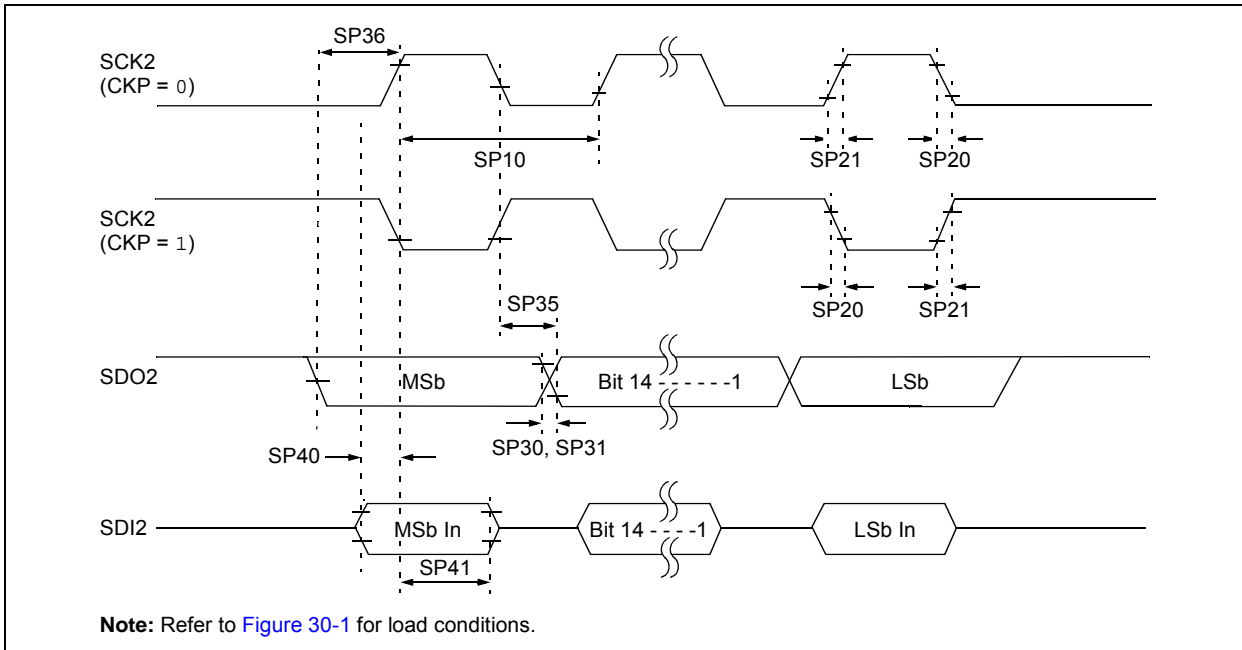 SP36
SCK2
(CKP = 0)
SP10
SP21
SP20
SCK2
(CKP = 1)
SP35
SP20
SP21
SDO2
MSb
Bit 14 - - - - - -1
LSb
SP30, SP31
SP40
SDI2
MSb In
Bit 14 - - - -1
LSb In
SP41
Note: Refer to Figure 30-1 for load conditions.